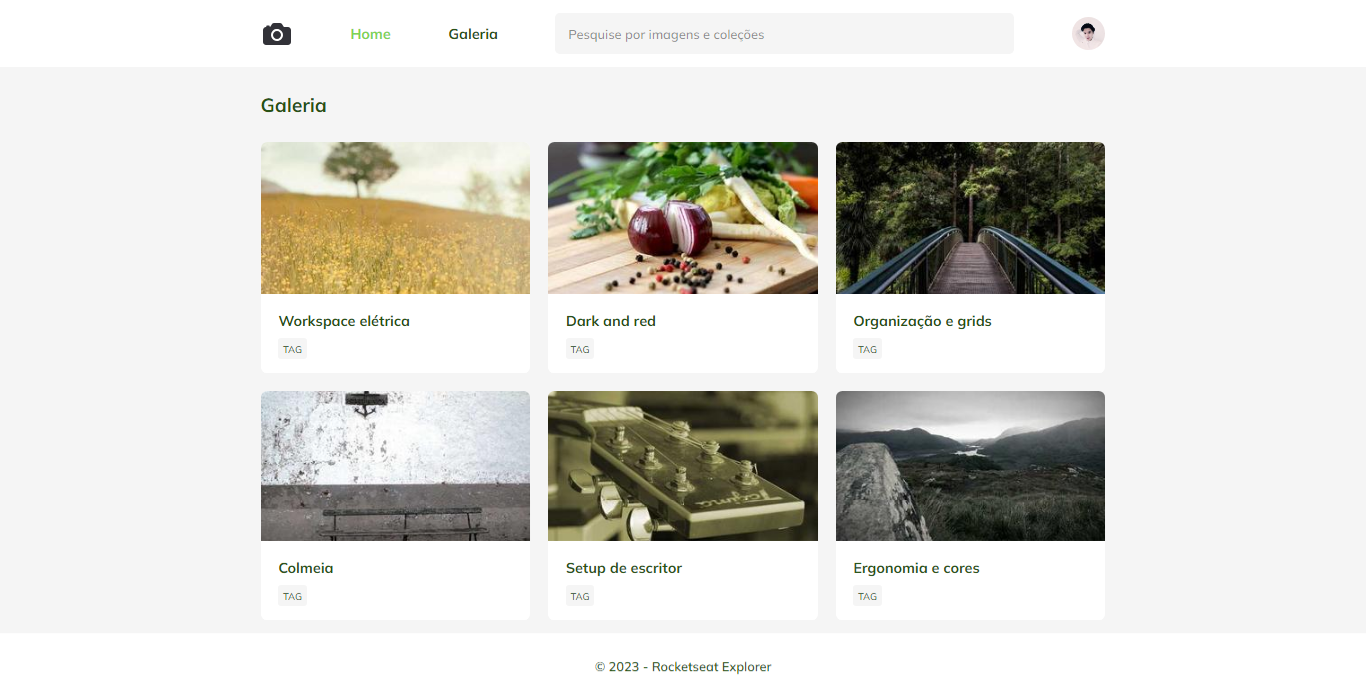 Home Galeria Pesquise por imagens e coleções
Galeria
Workspace elétrica
TAG
Dark and red
TAG
Organização e grids
TAG
Colmeia
TAG
Setup de escritor
TAG
Ergonomia e cores
TAG
© 2023 - Rocketseat Explorer